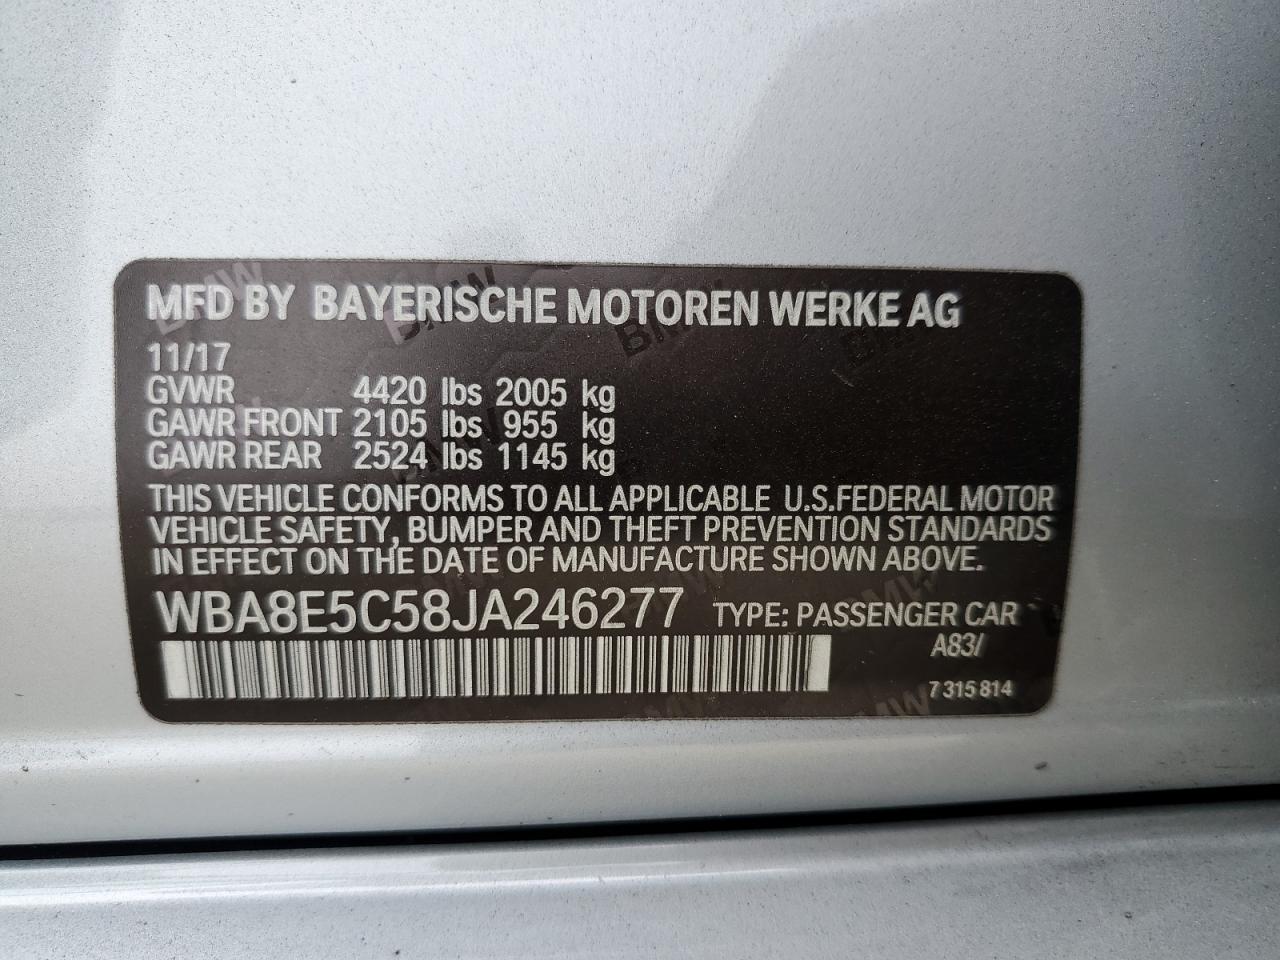 MFD BY BAYERISCHE MOTOREN WERKE AG
11/17
GVWR 4420 lbs 2005 kg
GAWR FRONT 2105 lbs 955 kg
GAWR REAR 2524 lbs 1145 kg
THIS VEHICLE CONFORMS TO ALL APPLICABLE U.S.FEDERAL MOTOR
VEHICLE SAFETY, BUMPER AND THEFT PREVENTION STANDARDS
IN EFFECT ON THE DATE OF MANUFACTURE SHOWN ABOVE.
WBA8E5C58JA246277 TYPE: PASSENGER CAR
A83/
7 315 814